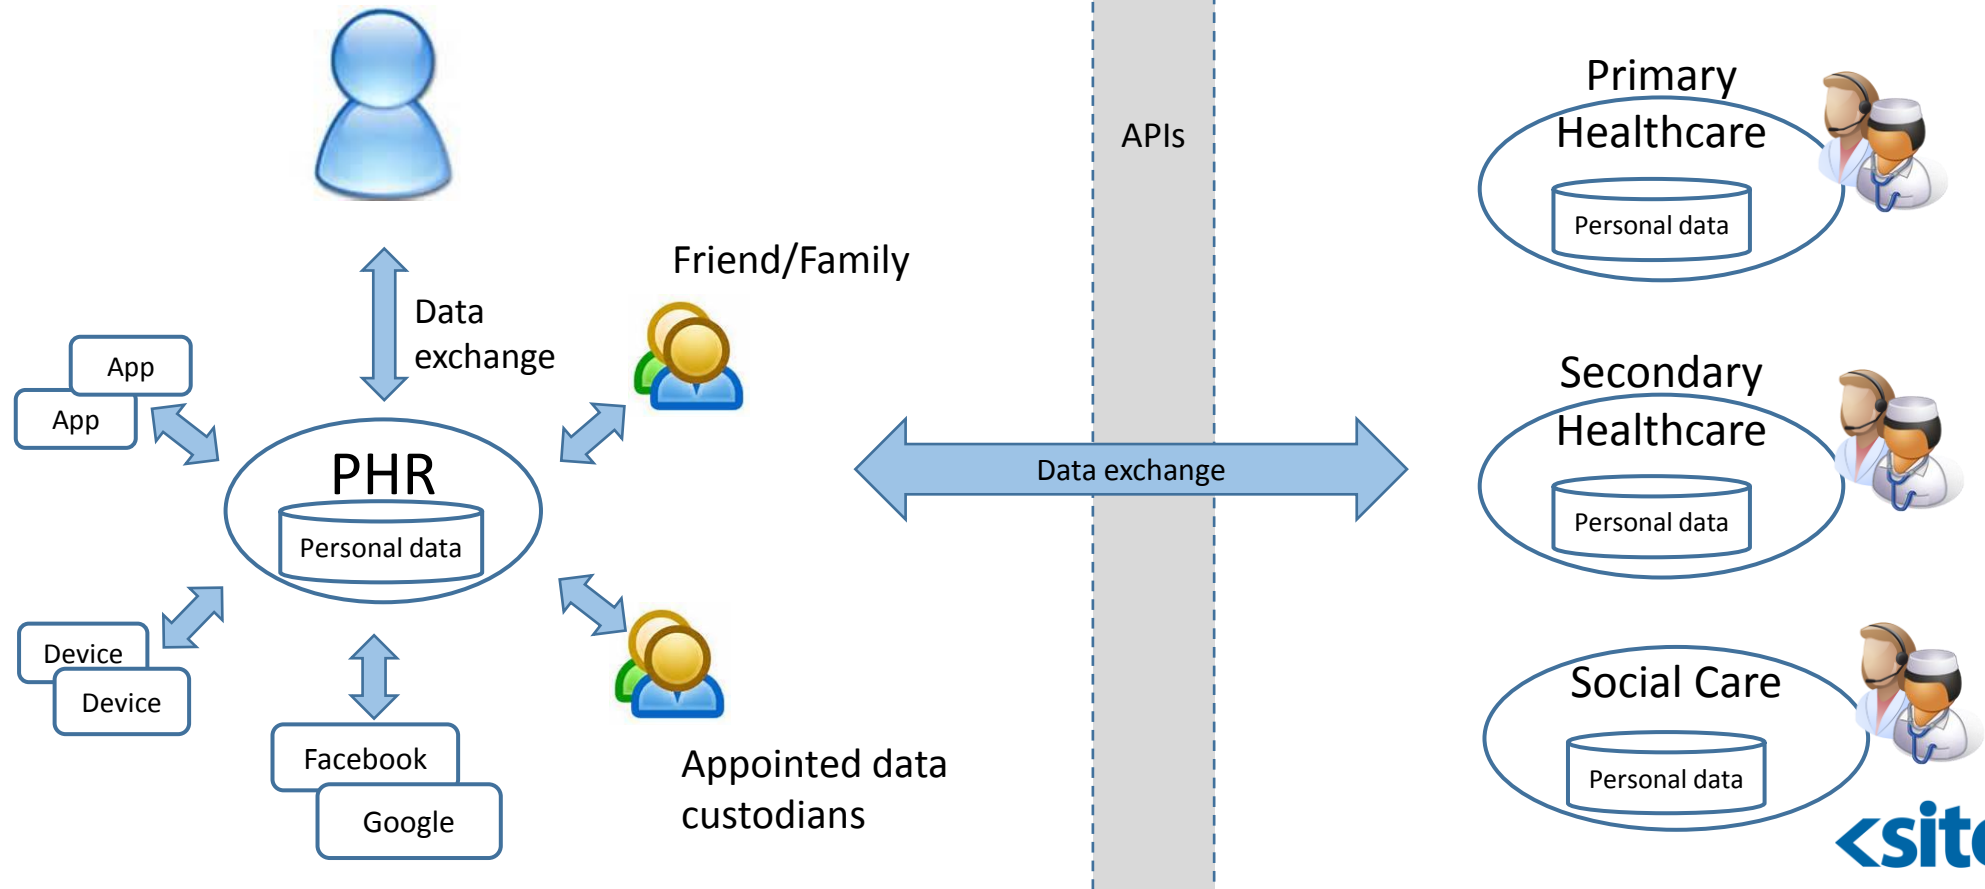 APIs
Primary
Healthcare
Personal data
Friend/Family
Data
exchange
App
App
Secondary
Healthcare
PHR
Data exchange
Personal data
Personal data
Device
Device
Facebook
Google
Appointed data
custodians
Social Care
Personal data